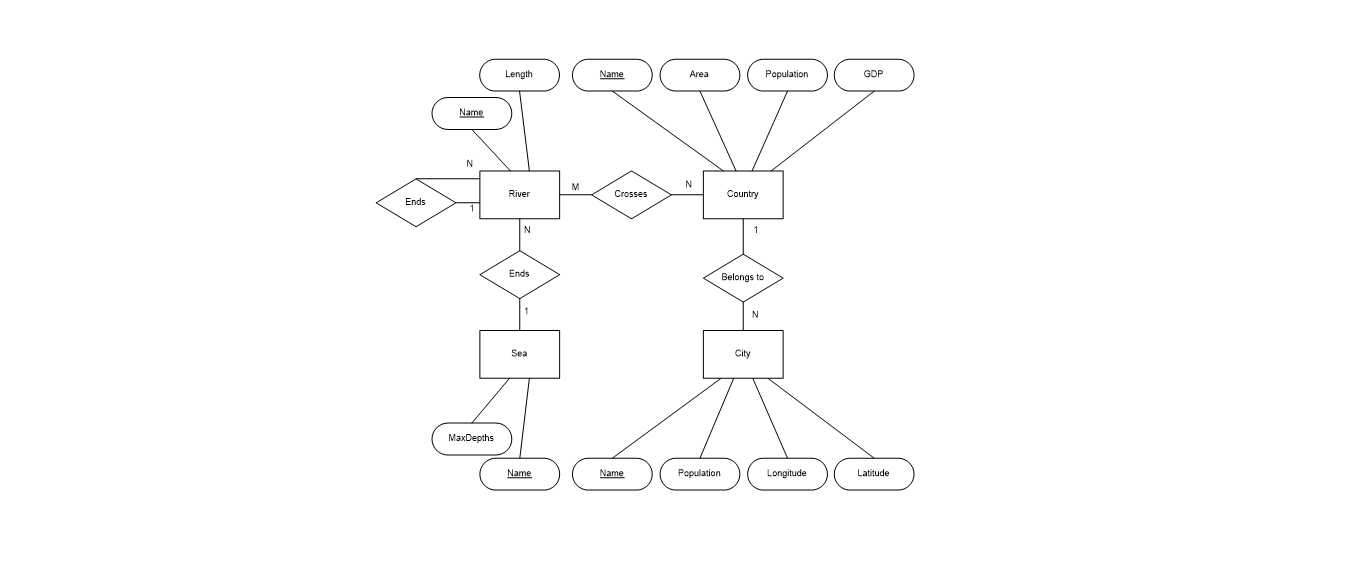 Length
Name
Area
Population
GDP
Name
N
M
N
River
Crosses
Country
Ends
1
N
1
Ends
Belongs to
1
N
Sea
City
MaxDepths
Name
Name
Population
Longitude
Latitude